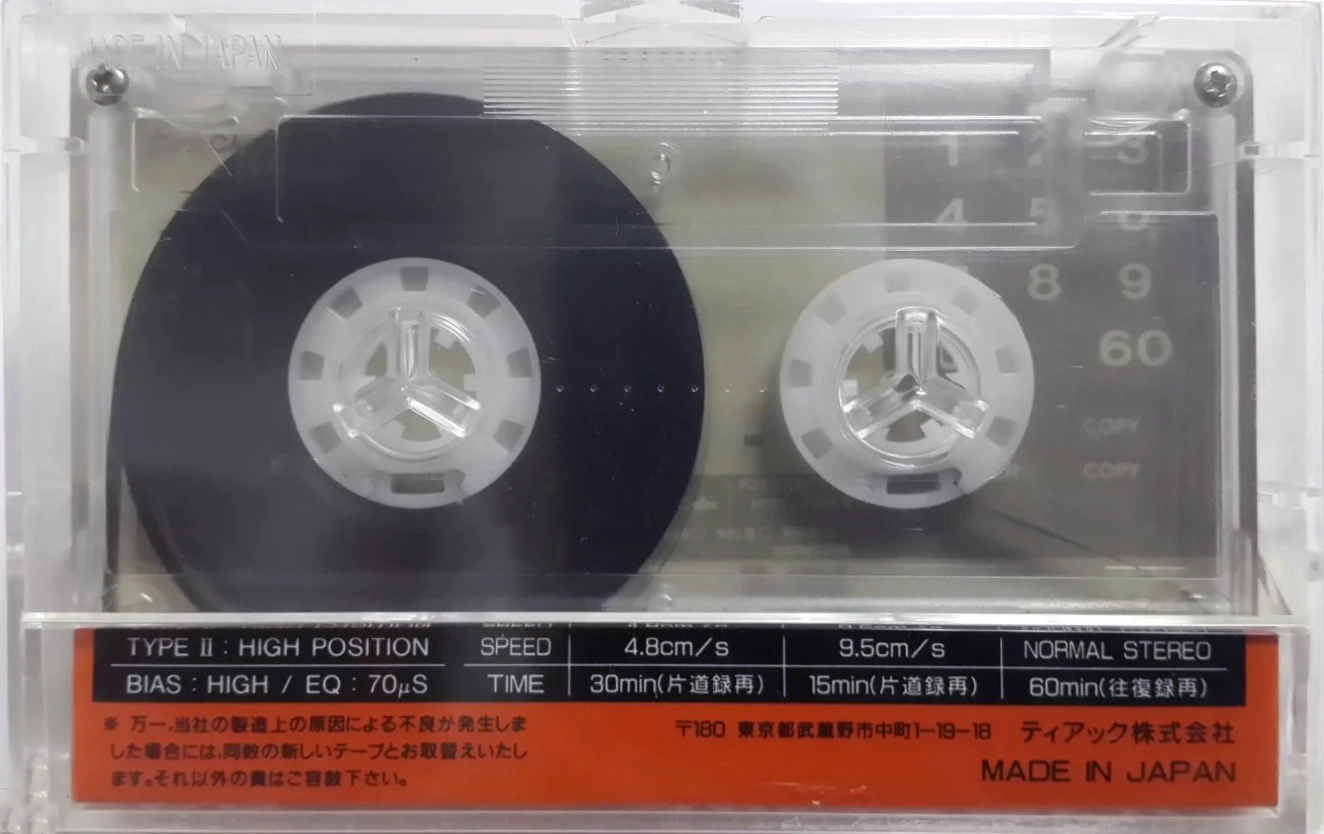 MADE IN JAPAN
1 2 3
4 5 6
8 9
60
COPY
COPY
TYPE II : HIGH POSITION
BIAS : HIGH / EQ : 70μS
SPEED 4.8cm/s 9.5cm/s NORMAL STEREO
TIME 30min(片道録再) 15min(片道録再) 60min(往復録再)
※ 万一、当社の製造上の原因による不良が発生しま
した場合には、同数の新しいテープとお取替えいたし
ます。それ以外の責はご容赦下さい。
〒180 東京都武蔵野市中町1-19-18 ティアック株式会社
MADE IN JAPAN